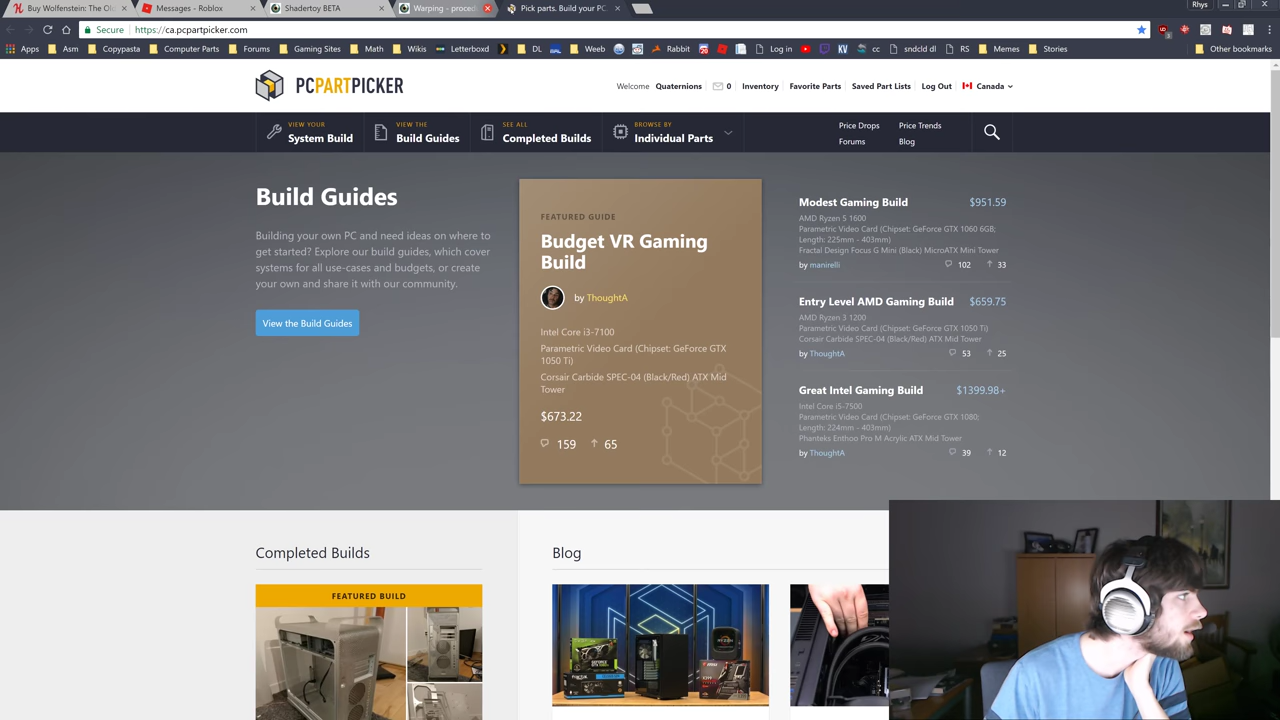 Buy Wolfenstein: The Ol
Messages - Roblox
Shadertoy BETA
Warping - proced
Pick parts. Build your PC
Rhys
Secure
https://ca.pcpartpicker.com
Apps
Asm
Copypasta
Computer Parts
Forums
Gaming Sites
Math
Wikis
Letterboxd
DL
Weeb
Rabbit
Log in
KV
cc
sndcld dl
RS
Memes
Stories
Other bookmarks
PCPARTPICKER
Welcome Quaternions
0
Inventory
Favorite Parts
Saved Part Lists
Log Out
Canada
VIEW YOUR
System Build
VIEW THE
Build Guides
SEE ALL
Completed Builds
BROWSE BY
Individual Parts
Price Drops
Price Trends
Forums
Blog
Build Guides
Building your own PC and need ideas on where to
get started? Explore our build guides, which cover
systems for all use-cases and budgets, or create
your own and share it with our community.
View the Build Guides
FEATURED GUIDE
Budget VR Gaming
Build
by ThoughtA
Intel Core i3-7100
Parametric Video Card (Chipset: GeForce GTX
1050 Ti)
Corsair Carbide SPEC-04 (Black/Red) ATX Mid
Tower
$673.22
159
65
Modest Gaming Build
$951.59
AMD Ryzen 5 1600
Parametric Video Card (Chipset: GeForce GTX 1060 6GB;
Length: 225mm - 403mm)
Fractal Design Focus G Mini (Black) MicroATX Mini Tower
by manirelli
102
33
Entry Level AMD Gaming Build
$659.75
AMD Ryzen 3 1200
Parametric Video Card (Chipset: GeForce GTX 1050 Ti)
Corsair Carbide SPEC-04 (Black/Red) ATX Mid Tower
by ThoughtA
53
25
Great Intel Gaming Build
$1399.98+
Intel Core i5-7500
Parametric Video Card (Chipset: GeForce GTX 1080;
Length: 224mm - 403mm)
Phanteks Enthoo Pro M Acrylic ATX Mid Tower
by ThoughtA
39
12
Completed Builds
Blog
FEATURED BUILD